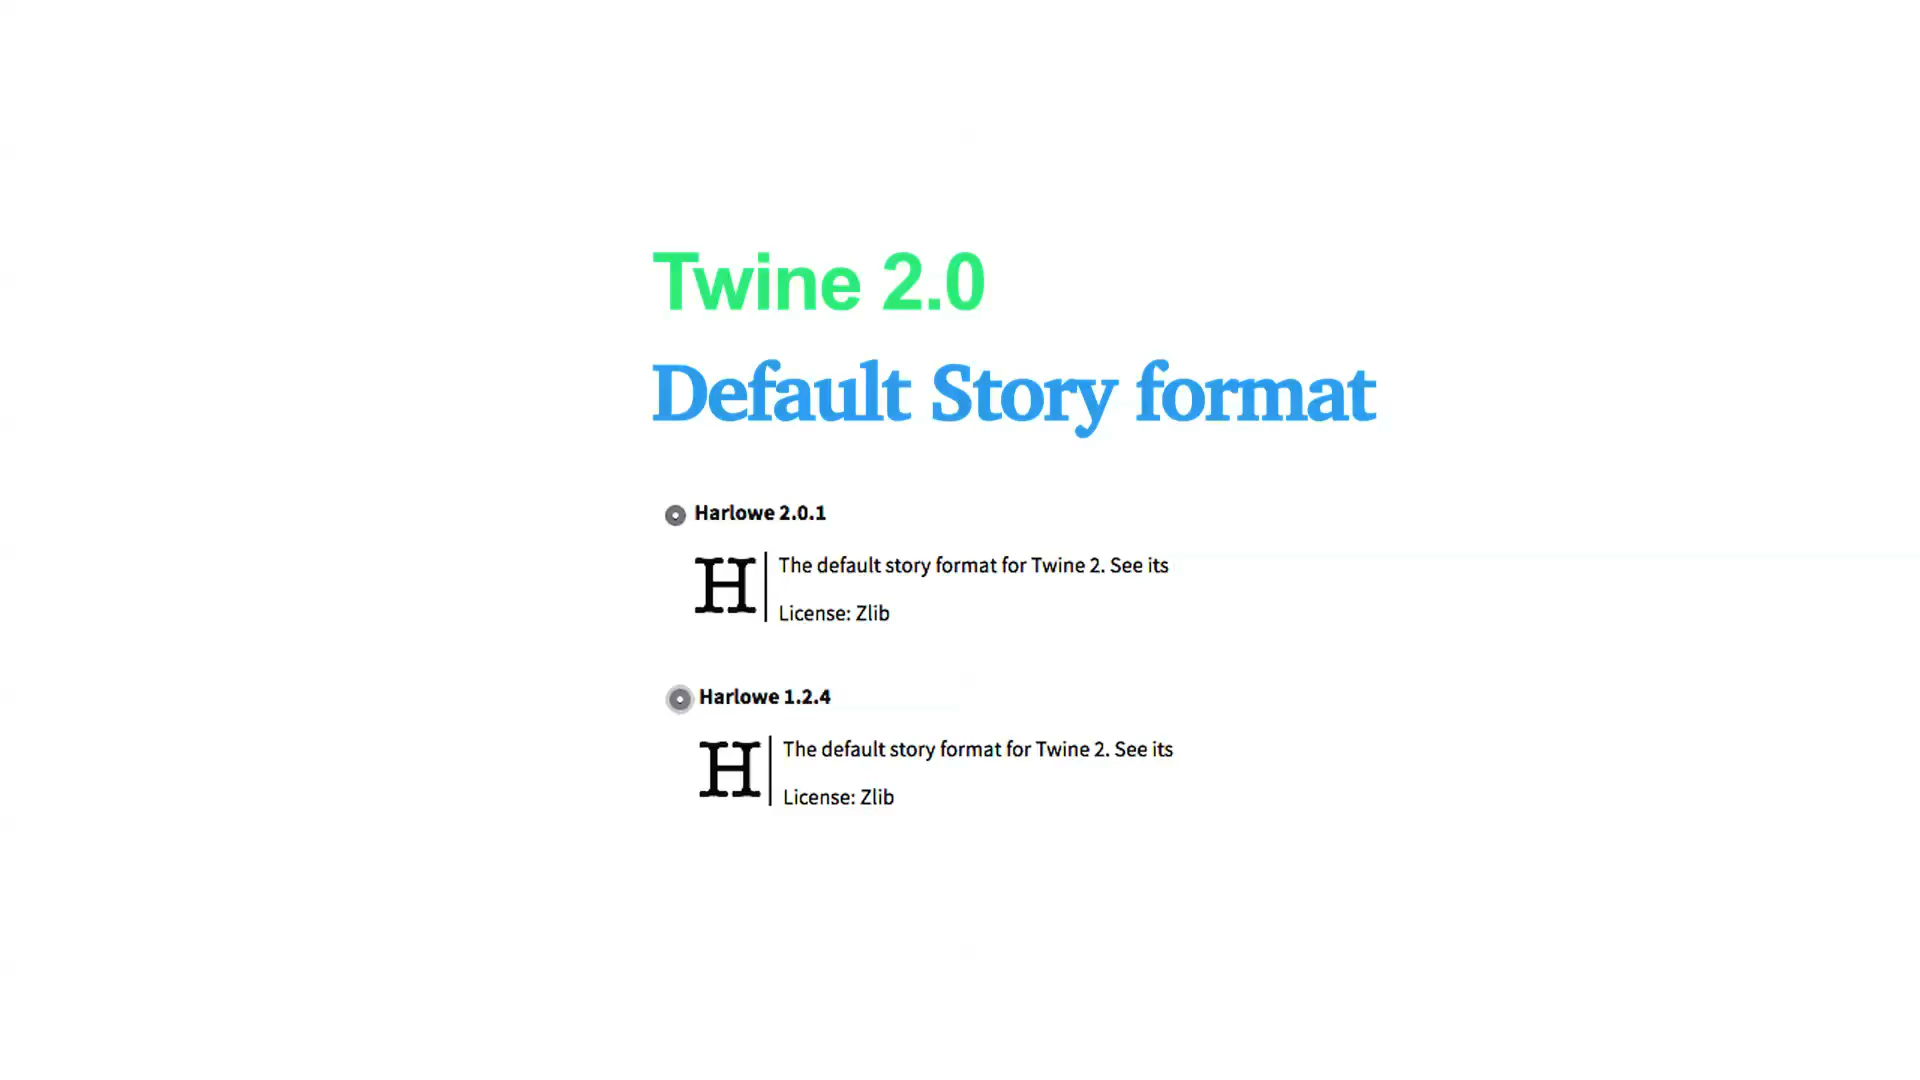 Twine 2.0
Default Story format
Harlowe 2.0.1
H
The default story format for Twine 2. See its
License: Zlib
Harlowe 1.2.4
H
The default story format for Twine 2. See its
License: Zlib